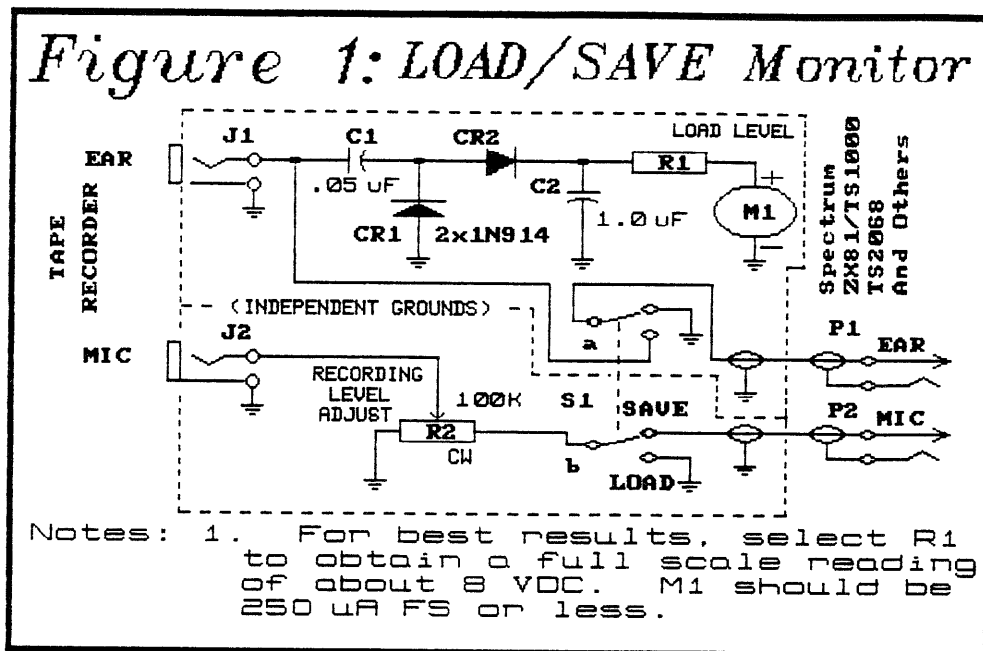 Figure 1: LOAD/SAVE Monitor
J1
C1
CR2
LOAD LEVEL
EAR
.05 uF
C2
R1
+
1.0 uF
M1
CR1
2x1N914
−
TAPE
RECORDER
Spectrum
ZX81/TS1000
TS2068
And Others
(INDEPENDENT GROUNDS)
a
P1
EAR
MIC
J2
RECORDING
LEVEL
ADJUST
100K
S1
SAVE
P2
MIC
R2
CW
b
LOAD
Notes: 1. For best results, select R1
to obtain a full scale reading
of about 8 VDC. M1 should be
250 uA FS or less.